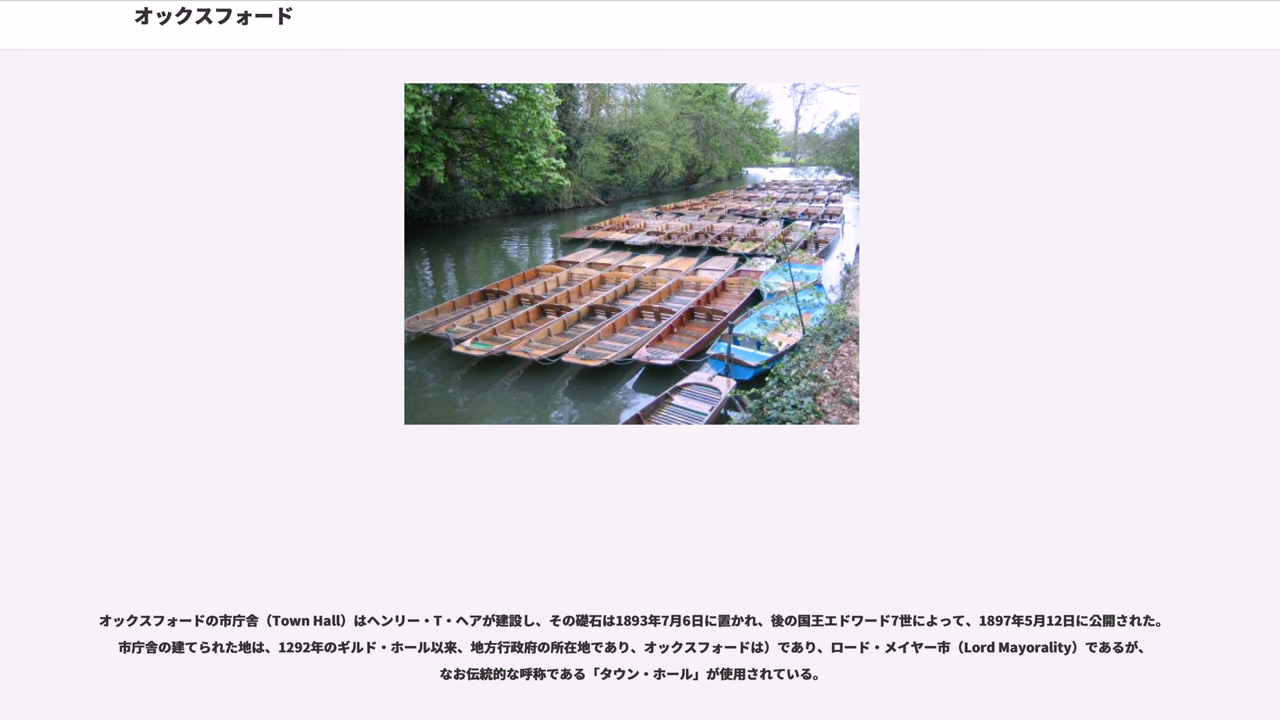 オックスフォード
オックスフォードの市庁舎（Town Hall）はヘンリー・T・ヘアが建設し、その礎石は1893年7月6日に置かれ、後の国王エドワード7世によって、1897年5月12日に公開された。
市庁舎の建てられた地は、1292年のギルド・ホール以来、地方行政府の所在地であり、オックスフォードは）であり、ロード・メイヤー市（Lord Mayorality）であるが、
なお伝統的な呼称である「タウン・ホール」が使用されている。